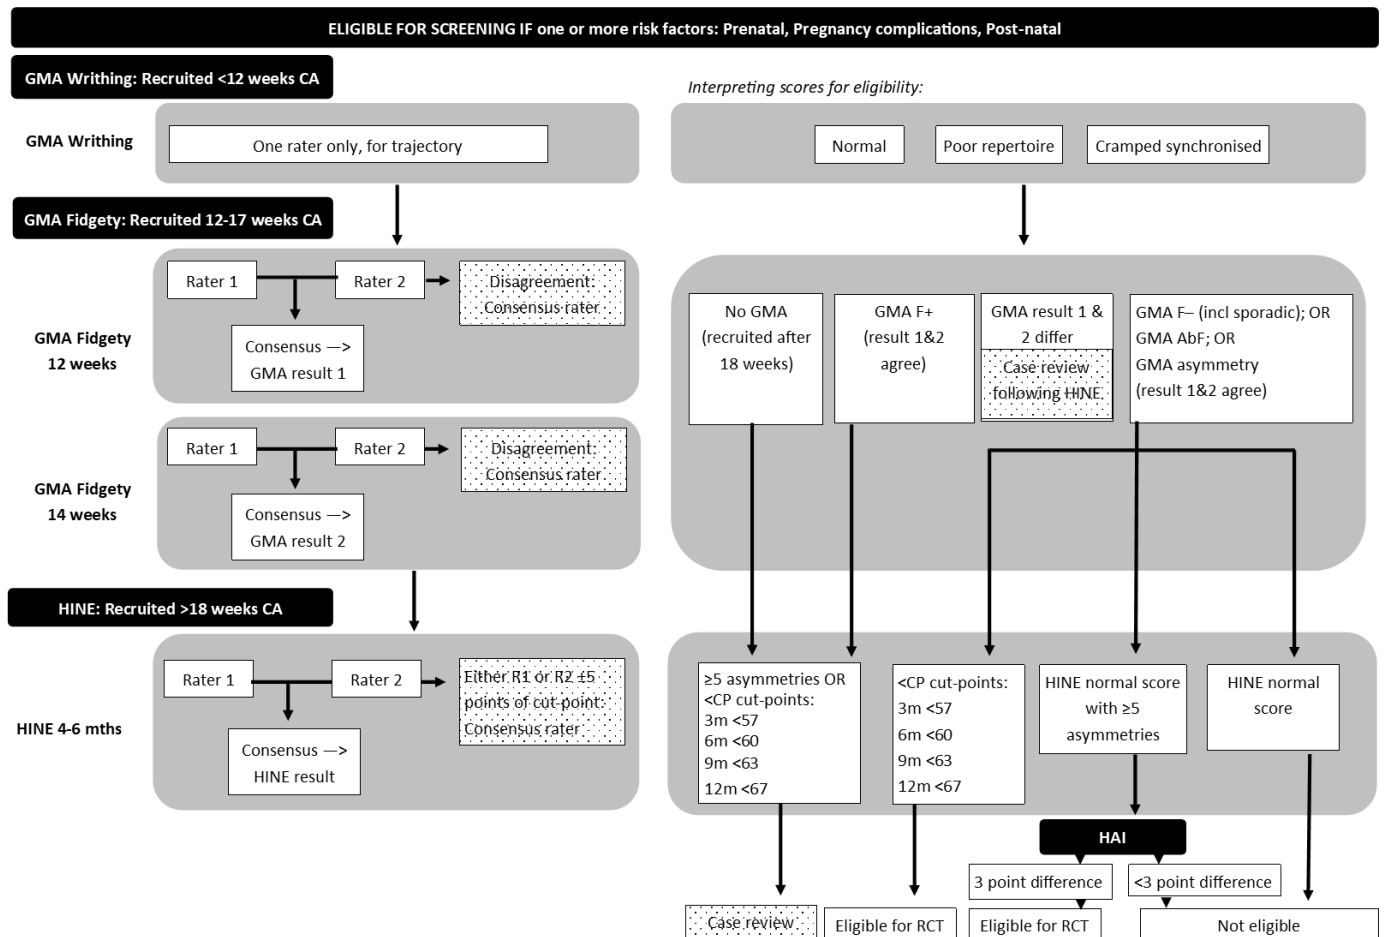 ELIGIBLE FOR SCREENING IF one or more risk factors: Prenatal, Pregnancy complications, Post-natal
GMA Writhing: Recruited <12 weeks CA
Interpreting scores for eligibility:
GMA Writhing
One rater only, for trajectory
Normal
Poor repertoire
Cramped synchronised
GMA Fidgety: Recruited 12-17 weeks CA
Rater 1
Rater 2
Disagreement:
Consensus rater
GMA Fidgety
12 weeks
Consensus —>
GMA result 1
No GMA
(recruited after
18 weeks)
GMA F+
(result 1&2
agree)
GMA result 1 &
2 differ
Case review
following HINE
GMA F– (incl sporadic); OR
GMA AbF; OR
GMA asymmetry
(result 1&2 agree)
Rater 1
Rater 2
Disagreement:
Consensus rater
GMA Fidgety
14 weeks
Consensus —>
GMA result 2
HINE: Recruited >18 weeks CA
Rater 1
Rater 2
Either R1 or R2 ±5
points of cut-point:
Consensus rater
HINE 4-6 mths
Consensus —>
HINE result
≥5 asymmetries OR
<CP cut-points:
3m <57
6m <60
9m <63
12m <67
<CP cut-points:
3m <57
6m <60
9m <63
12m <67
HINE normal score
with ≥5
asymmetries
HINE normal
score
HAI
3 point difference
<3 point difference
Case review
Eligible for RCT
Eligible for RCT
Not eligible